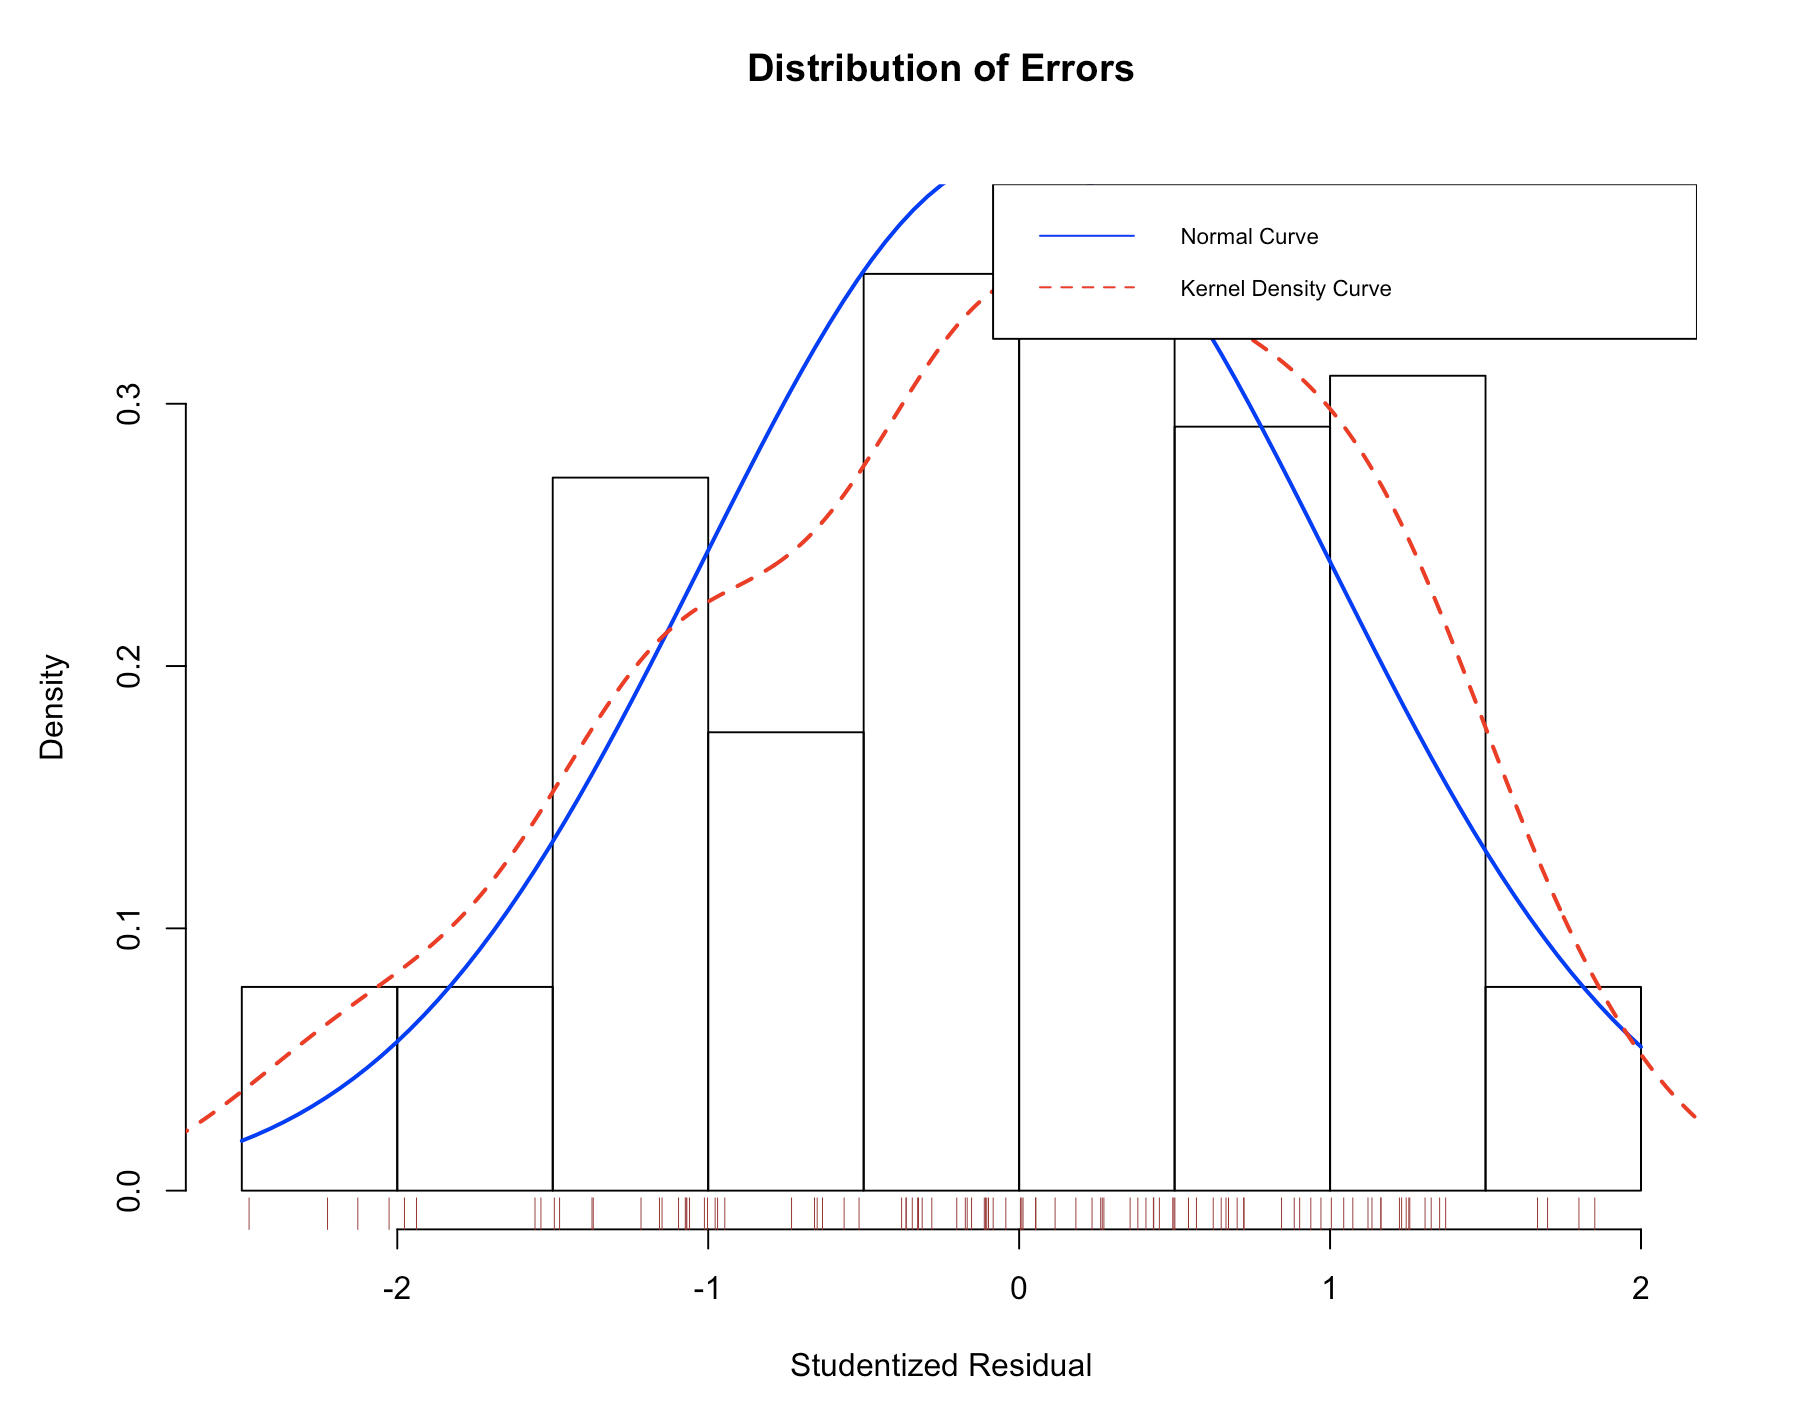 Distribution of Errors
Normal Curve
Kernel Density Curve
0.3
0.2
0.1
0.0
Density
-2 -1 0 1 2
Studentized Residual